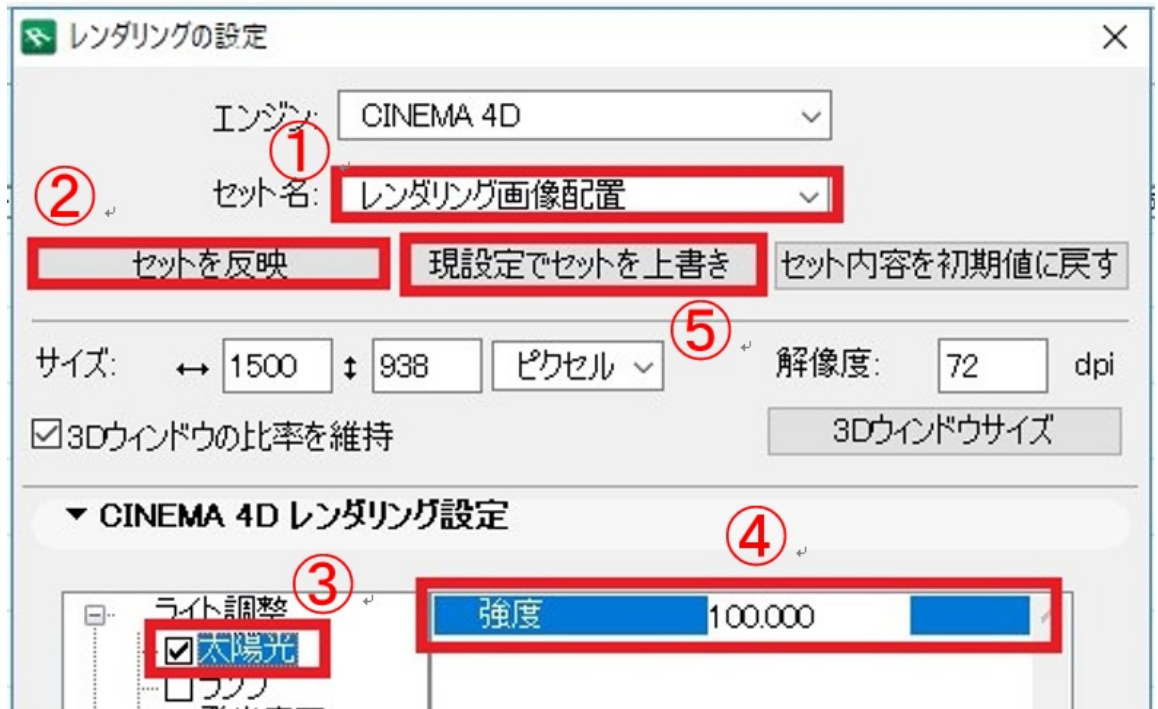 レンダリングの設定
エンジン: CINEMA 4D
①
② セット名: レンダリング画像配置
セットを反映 現設定でセットを上書き セット内容を初期値に戻す
⑤
サイズ: ↔ 1500 ↕ 938 ピクセル 解像度: 72 dpi
3Dウィンドウの比率を維持 3Dウィンドウサイズ
▼ CINEMA 4D レンダリング設定
④
③
ライト調整 強度 100.000
太陽光
ランプ